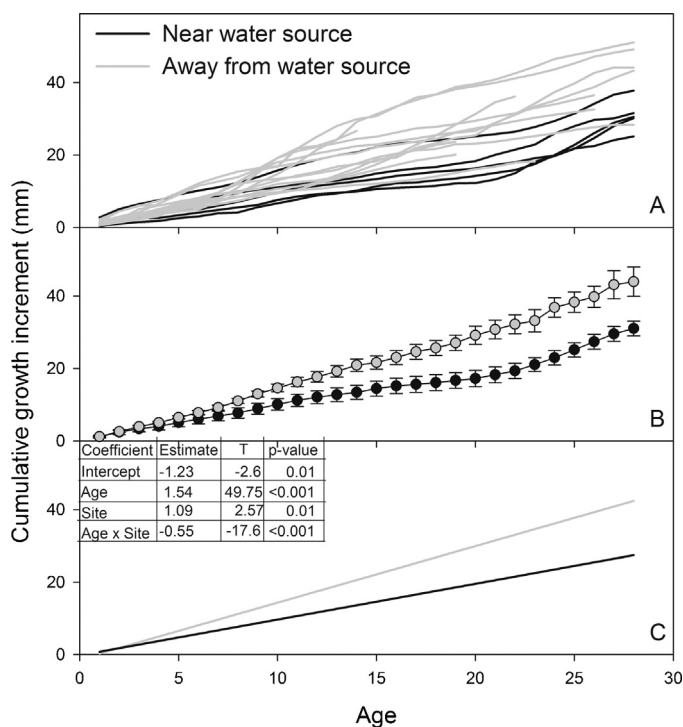 Near water source
Away from water source
40
20
0
A
Cumulative growth increment (mm)
40
20
0
B
Coefficient Estimate T p-value
Intercept -1.23 -2.6 0.01
Age 1.54 49.75 <0.001
Site 1.09 2.57 0.01
Age x Site -0.55 -17.6 <0.001
40
20
0
C
0 5 10 15 20 25 30
Age